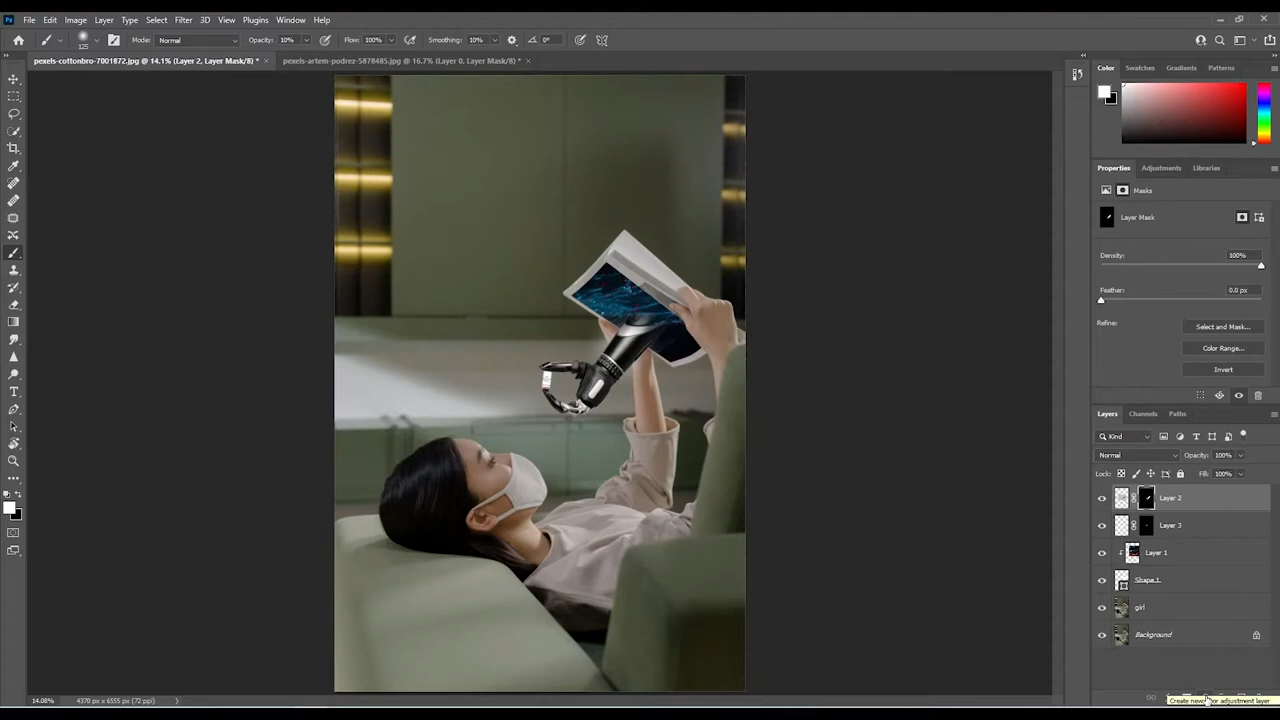 Ps File Edit Image Layer Type Select Filter 3D View Plugins Window Help
125 Mode: Normal Opacity: 10% Flow: 100% Smoothing: 10% 0°
pexels-cottonbro-7001872.jpg @ 14.1% (Layer 2, Layer Mask/8) * × pexels-artem-podrez-5878485.jpg @ 16.7% (Layer 0, Layer Mask/8) * ×
Color Swatches Gradients Patterns
Properties Adjustments Libraries
Masks
Layer Mask
Density: 100%
Feather: 0.0 px
Refine: Select and Mask...
Color Range...
Invert
Layers Channels Paths
Kind
Normal Opacity: 100%
Lock: Fill: 100%
Layer 2
Layer 3
Layer 1
Shape 1
girl
Background
14.08% 4370 px x 6555 px (72 ppi)
Create new adjustment layer